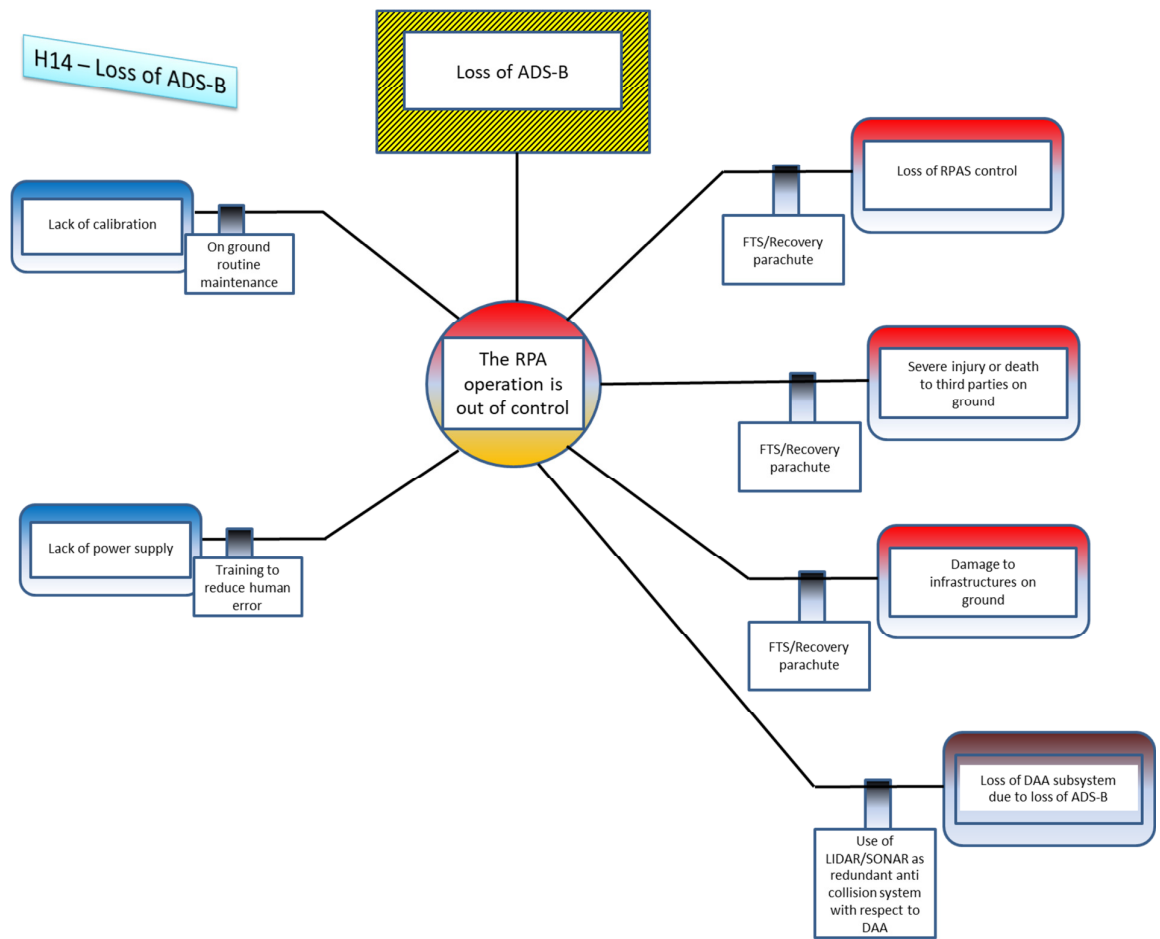 H14 – Loss of ADS-B
Loss of ADS-B
Lack of calibration
On ground
routine
maintenance
Loss of RPAS control
FTS/Recovery
parachute
The RPA
operation is
out of control
Severe injury or death
to third parties on
ground
FTS/Recovery
parachute
Lack of power supply
Training to
reduce human
error
Damage to
infrastructures on
ground
FTS/Recovery
parachute
Loss of DAA subsystem
due to loss of ADS-B
Use of
LIDAR/SONAR as
redundant anti
collision system
with respect to
DAA